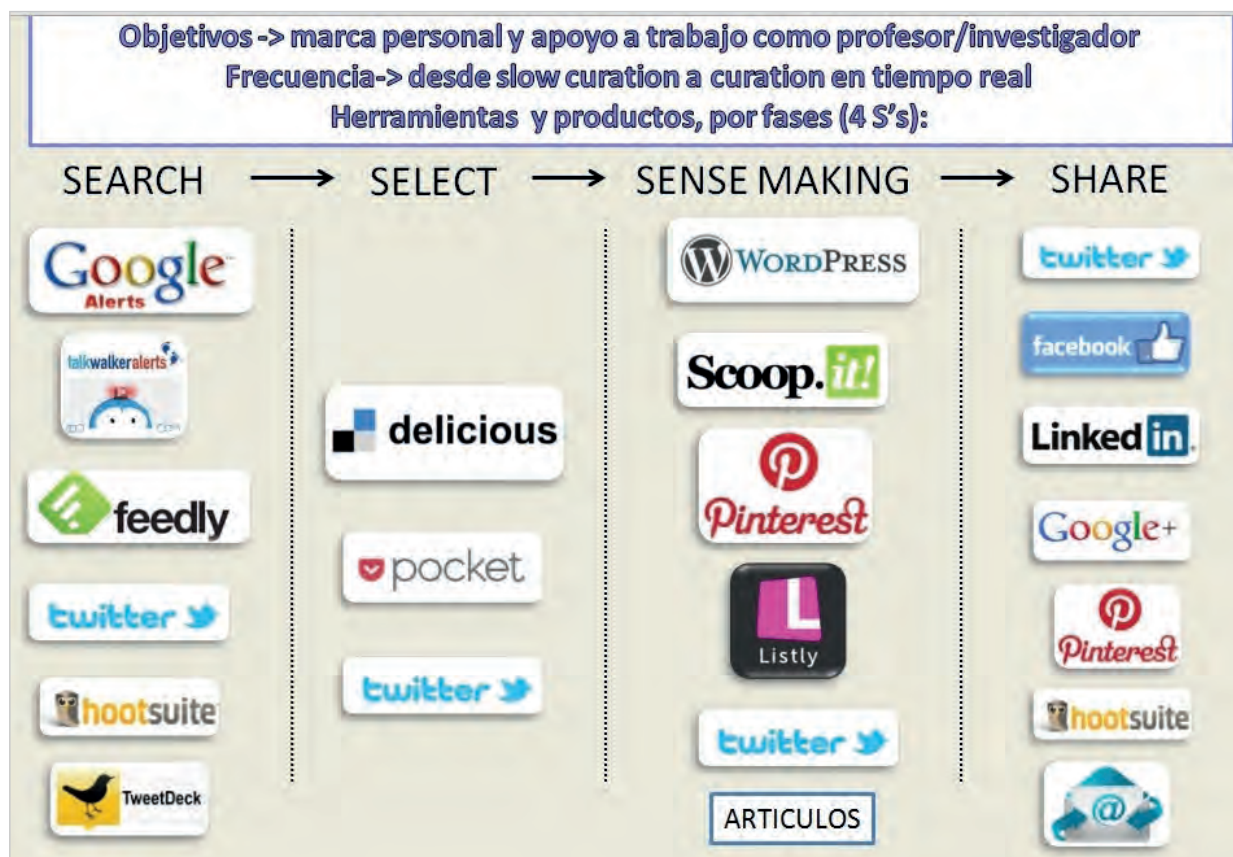 Objetivos -> marca personal y apoyo a trabajo como profesor/investigador
Frecuencia-> desde slow curation a curation en tiempo real
Herramientas y productos, por fases (4 S’s):
SEARCH
SELECT
SENSE MAKING
SHARE
Google
Alerts
talkwalkeralerts
feedly
twitter
hootsuite
TweetDeck
delicious
pocket
twitter
WORDPRESS
Scoop.it!
Pinterest
Listly
twitter
ARTICULOS
twitter
facebook
Linked in
Google+
Pinterest
hootsuite
@